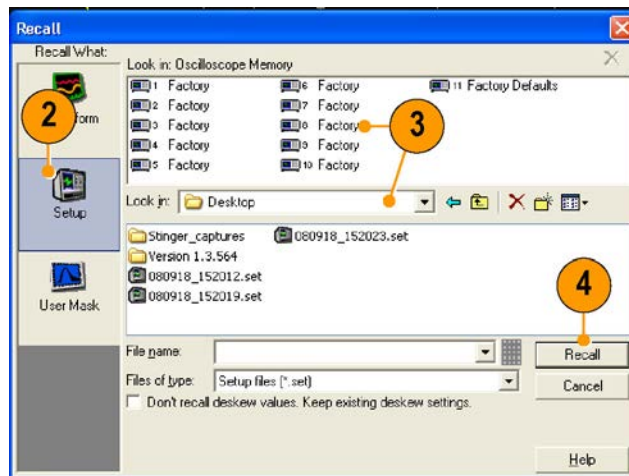 Recall
Recall What:
Look in: Oscilloscope Memory
1 Factory
2 Factory
3 Factory
4 Factory
5 Factory
6 Factory
7 Factory
8 Factory
9 Factory
10 Factory
11 Factory Defaults
2
form
3
Setup
Look in: Desktop
Stinger_captures
Version 1.3.564
080918_152012.set
080918_152019.set
080918_152023.set
User Mask
4
File name:
Recall
Files of type: Setup files (*.set)
Cancel
Don't recall deskew values. Keep existing deskew settings.
Help